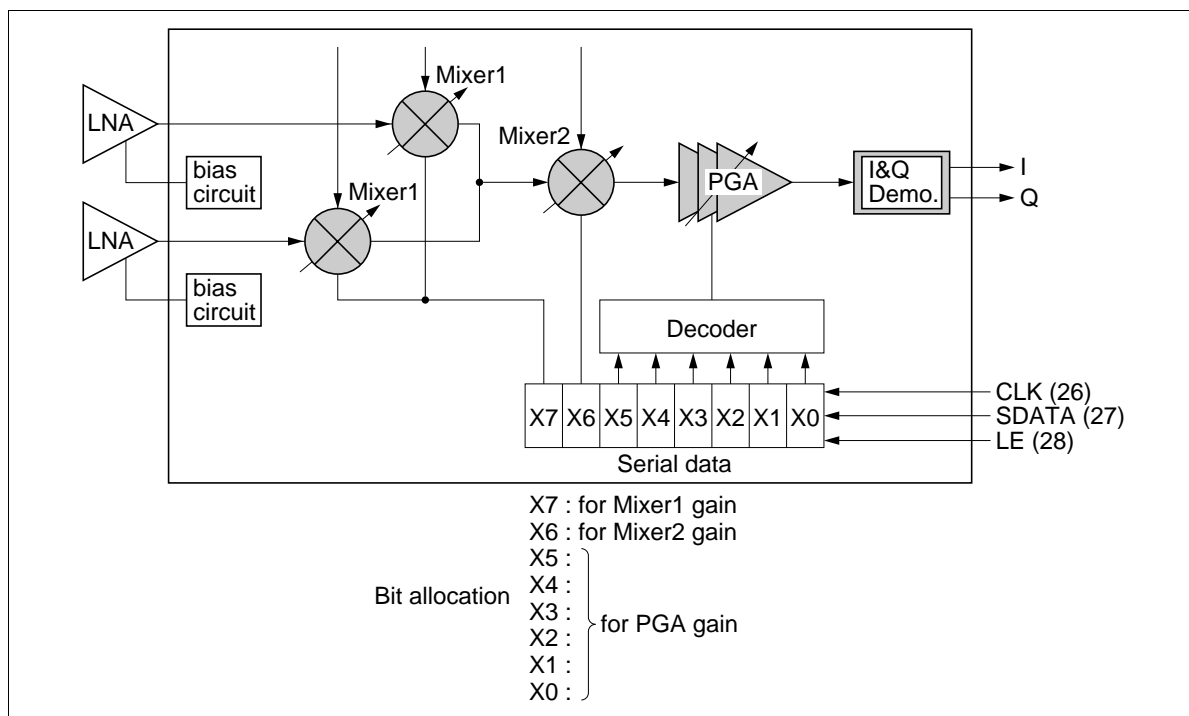 Mixer1
LNA
Mixer2
bias
circuit
Mixer1
PGA
I&Q
Demo.
I
Q
LNA
bias
circuit
Decoder
X7 X6 X5 X4 X3 X2 X1 X0
CLK (26)
SDATA (27)
LE (28)
Serial data
X7 : for Mixer1 gain
X6 : for Mixer2 gain
X5 :
X4 :
Bit allocation
X3 :
for PGA gain
X2 :
X1 :
X0 :